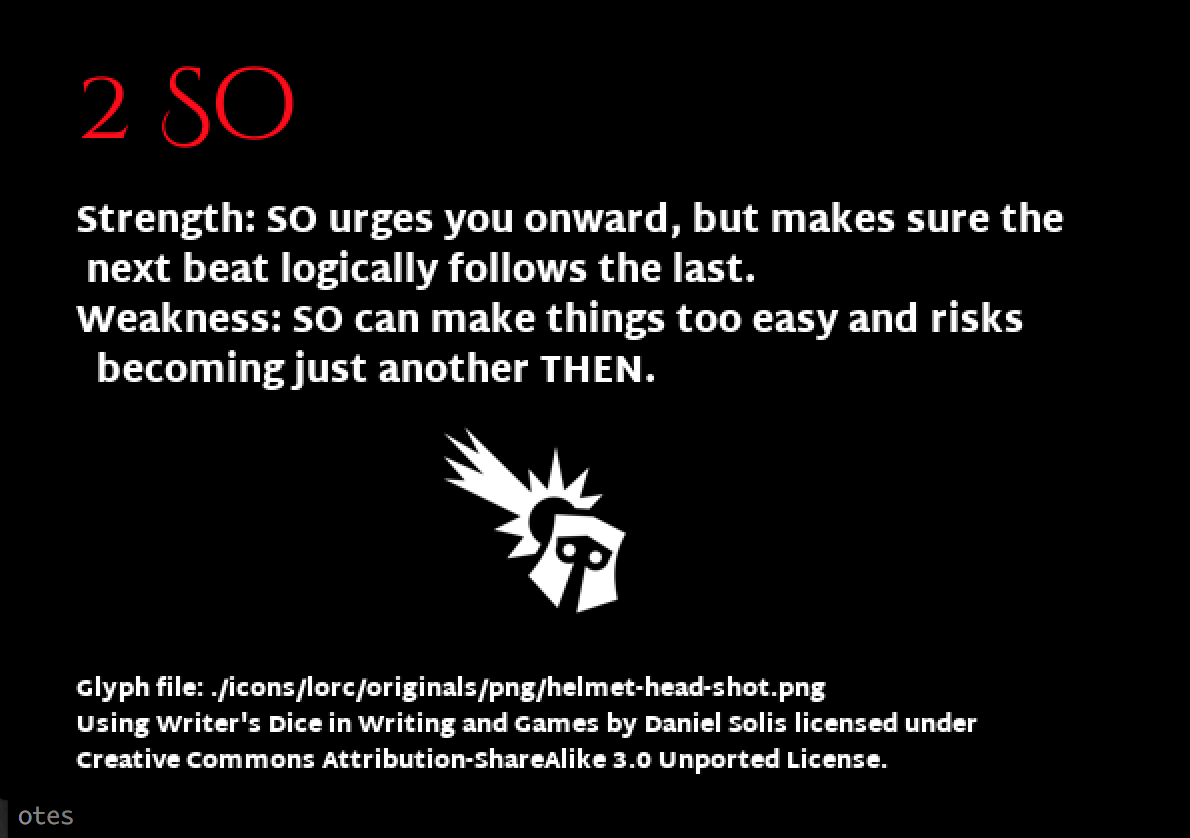 2 SO
Strength: SO urges you onward, but makes sure the
next beat logically follows the last.
Weakness: SO can make things too easy and risks
becoming just another THEN.
Glyph file: ./icons/lorc/originals/png/helmet-head-shot.png
Using Writer's Dice in Writing and Games by Daniel Solis licensed under
Creative Commons Attribution-ShareAlike 3.0 Unported License.
otes